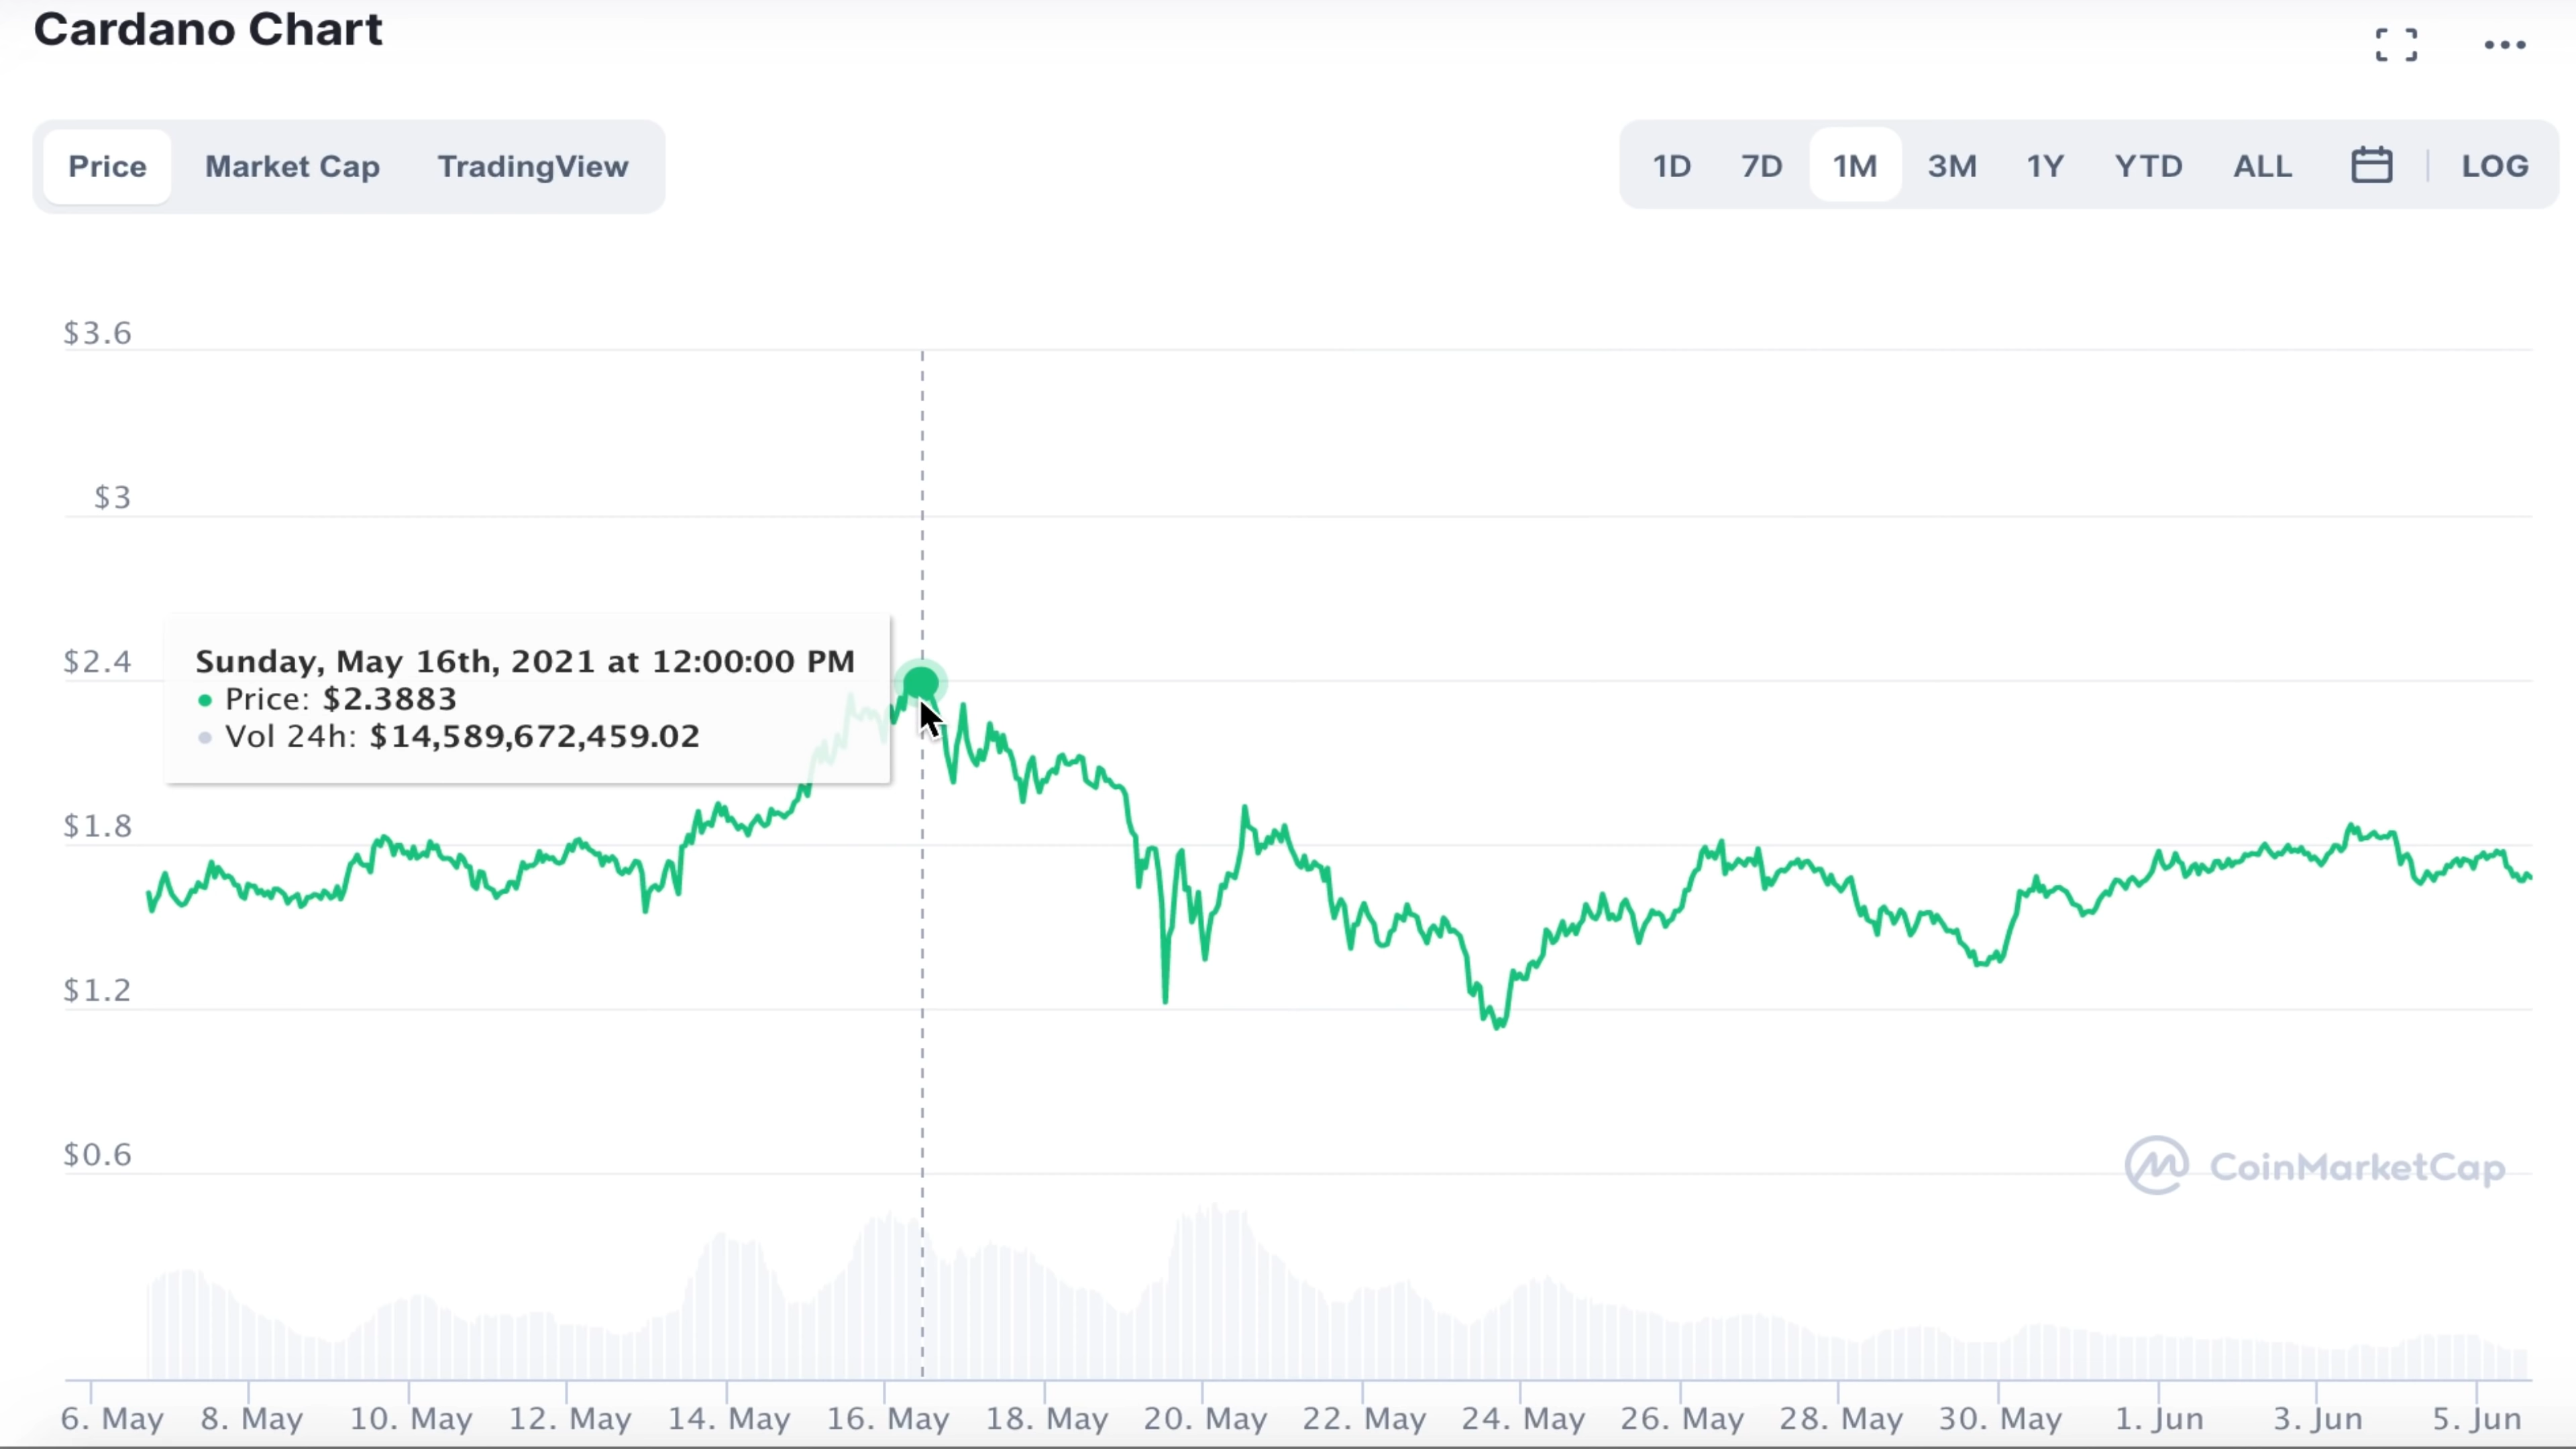 Cardano Chart
Price Market Cap TradingView
1D 7D 1M 3M 1Y YTD ALL LOG
$3.6
$3
$2.4
Sunday, May 16th, 2021 at 12:00:00 PM
Price: $2.3883
Vol 24h: $14,589,672,459.02
$1.8
$1.2
$0.6
CoinMarketCap
6. May 8. May 10. May 12. May 14. May 16. May 18. May 20. May 22. May 24. May 26. May 28. May 30. May 1. Jun 3. Jun 5. Jun